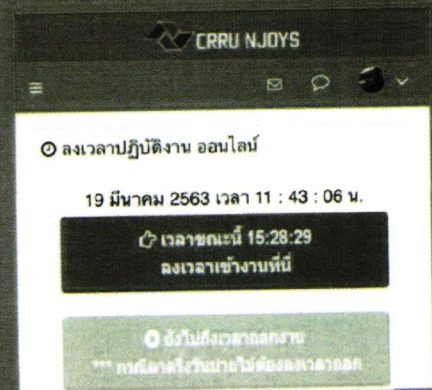 CRRU NJOYS
ลงเวลาปฏิบัติงาน ออนไลน์
19 มีนาคม 2563 เวลา 11 : 43 : 06 น.
เวลาขณะนี้ 15:28:29
ลงเวลาเข้างานที่นี่
ยังไม่ถึงเวลาออกงาน
*** กรณีลาครึ่งวันบ่ายไม่ต้องลงเวลาออก